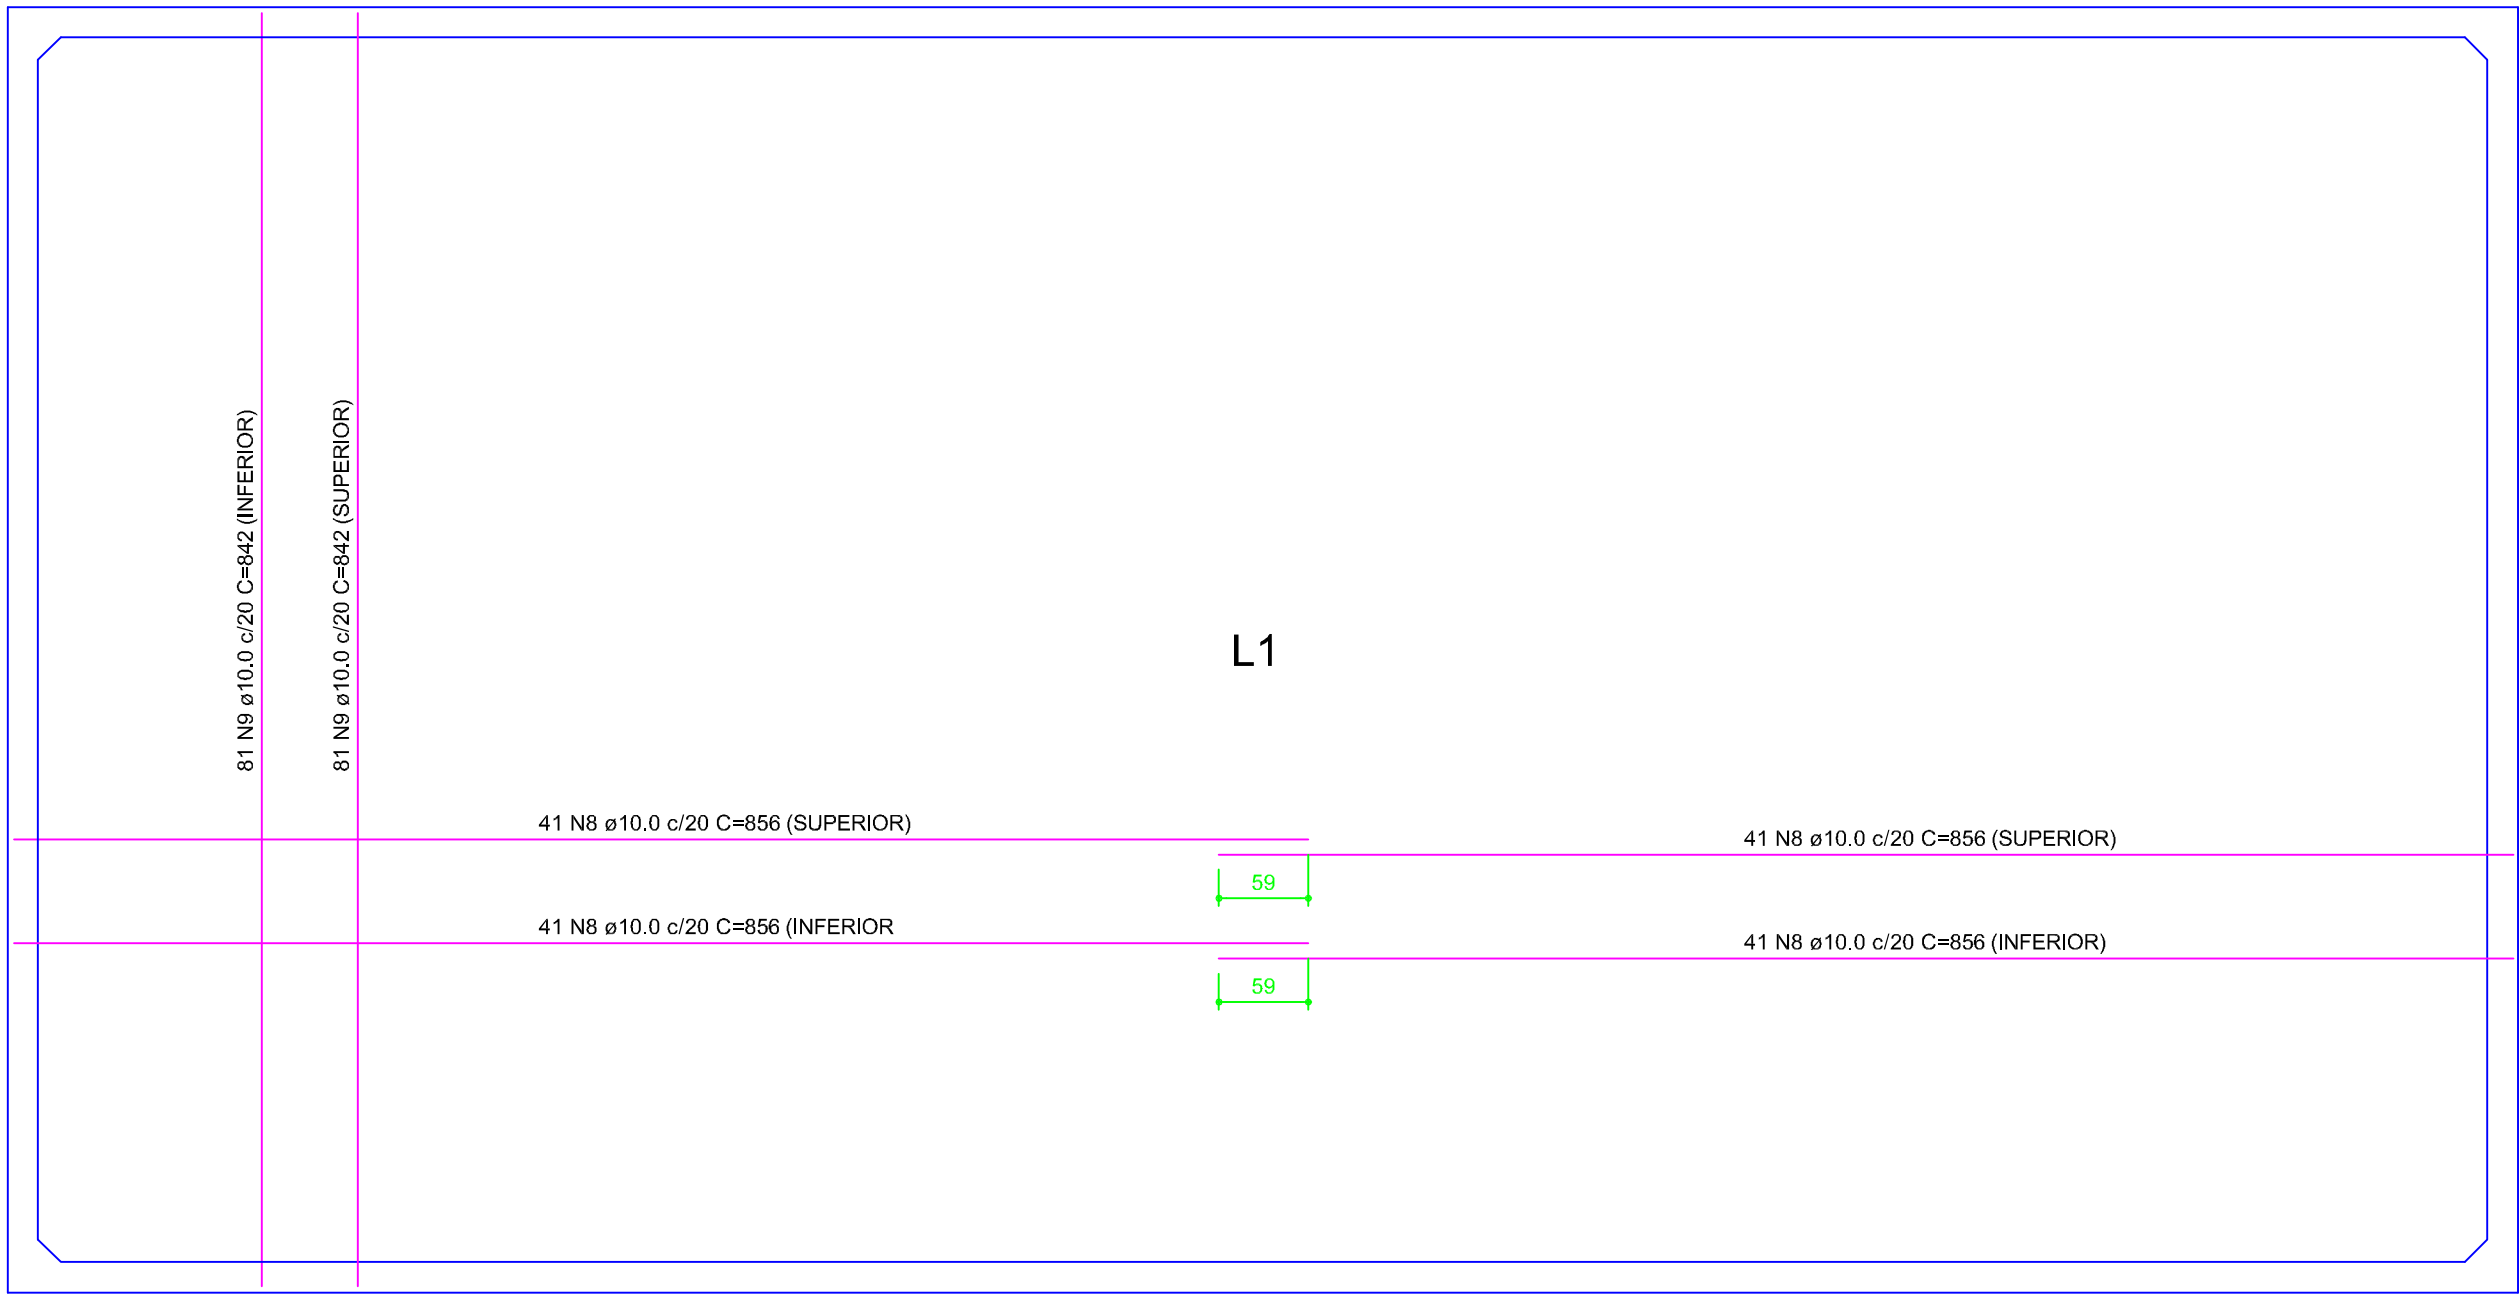 81 N9 ø10.0 c/20 C=842 (INFERIOR)
81 N9 ø10.0 c/20 C=842 (SUPERIOR)
L1
41 N8 ø10.0 c/20 C=856 (SUPERIOR)
41 N8 ø10.0 c/20 C=856 (SUPERIOR)
59
41 N8 ø10.0 c/20 C=856 (INFERIOR
41 N8 ø10.0 c/20 C=856 (INFERIOR)
59